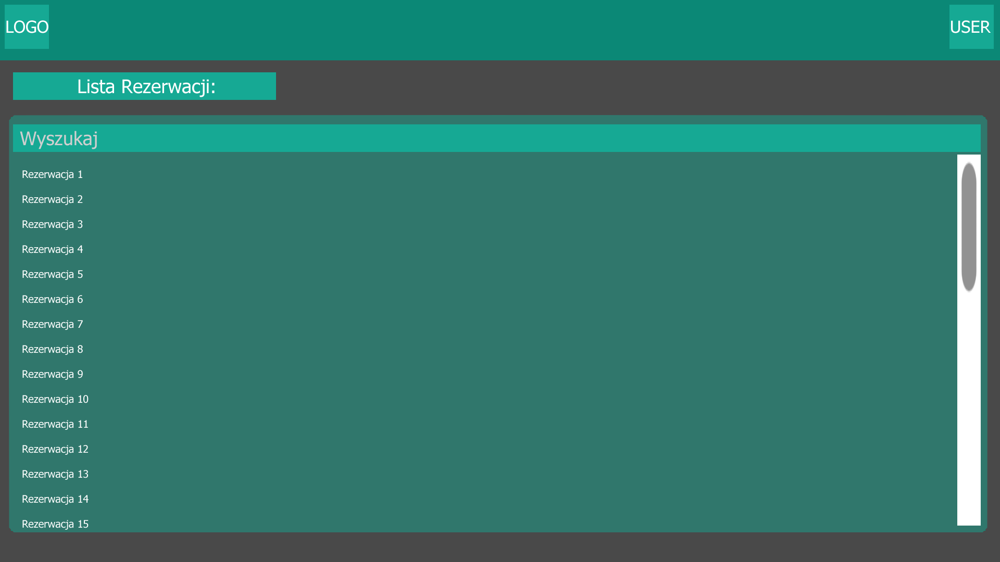 LOGO
USER
Lista Rezerwacji:
Wyszukaj
Rezerwacja 1
Rezerwacja 2
Rezerwacja 3
Rezerwacja 4
Rezerwacja 5
Rezerwacja 6
Rezerwacja 7
Rezerwacja 8
Rezerwacja 9
Rezerwacja 10
Rezerwacja 11
Rezerwacja 12
Rezerwacja 13
Rezerwacja 14
Rezerwacja 15